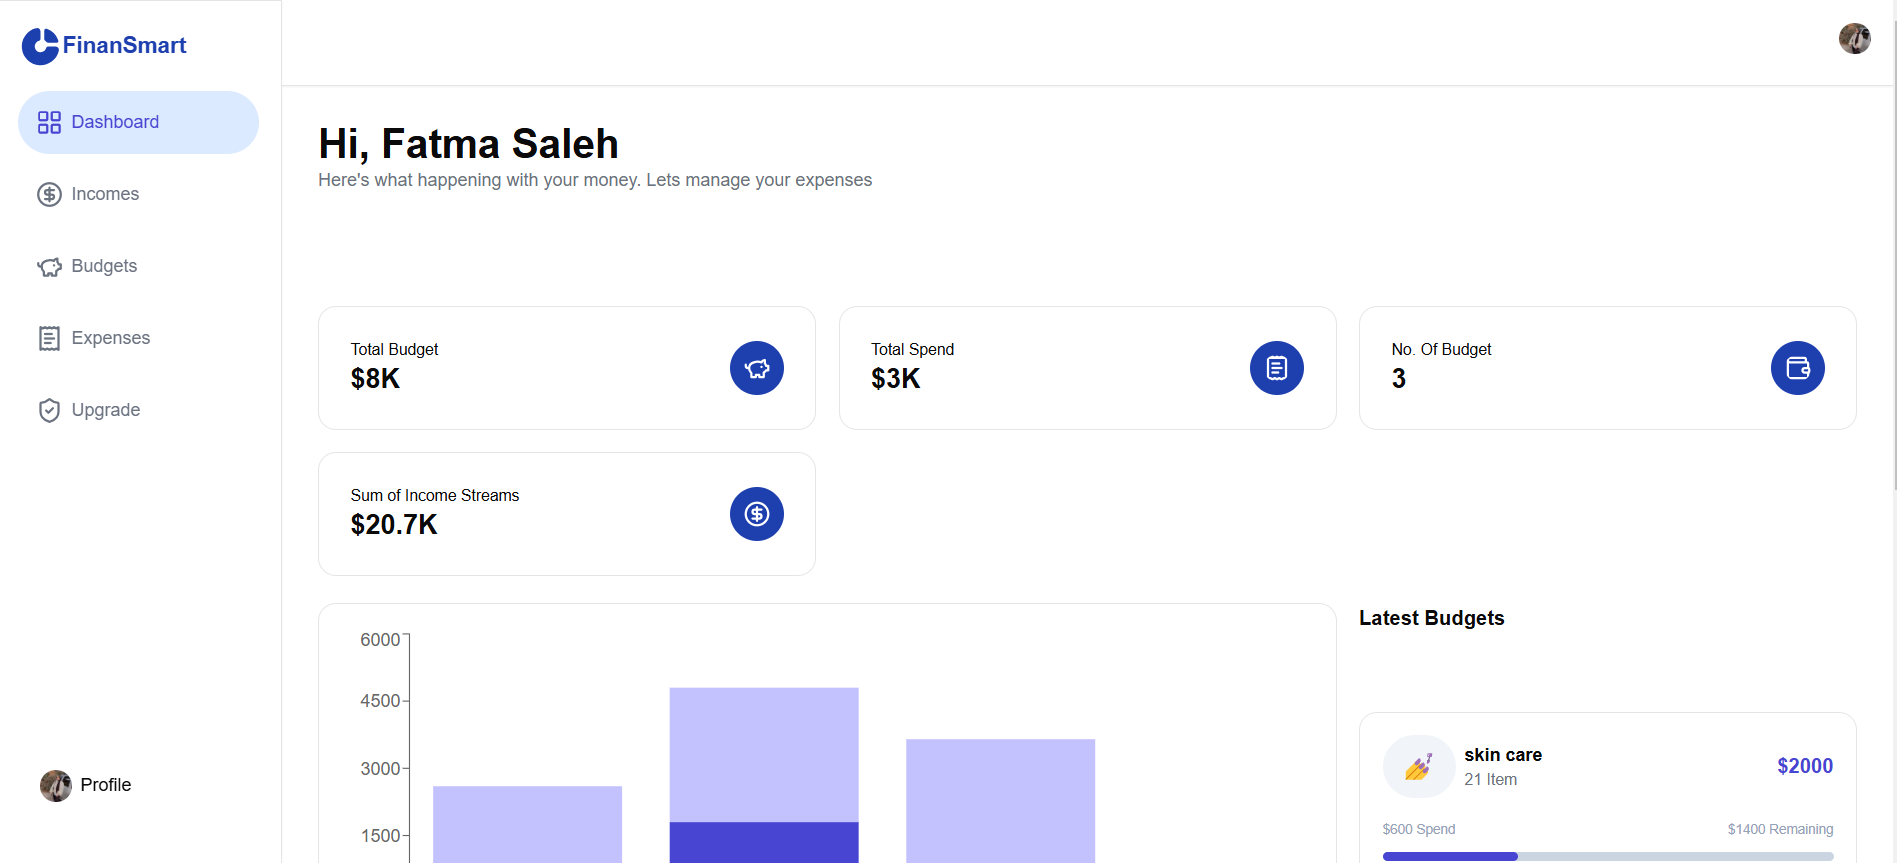 FinanSmart
Dashboard
Incomes
Budgets
Expenses
Upgrade
Profile
Hi, Fatma Saleh
Here's what happening with your money. Lets manage your expenses
Total Budget
$8K
Total Spend
$3K
No. Of Budget
3
Sum of Income Streams
$20.7K
6000
4500
3000
1500
Latest Budgets
skin care
21 Item
$2000
$600 Spend
$1400 Remaining